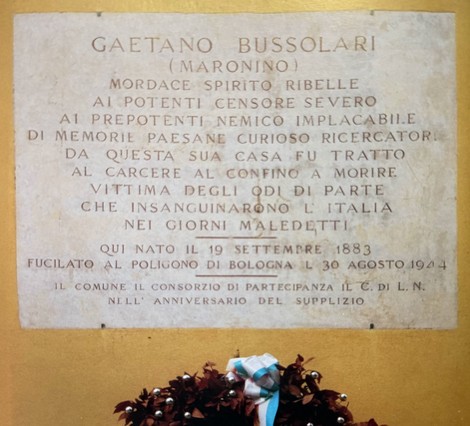 GAETANO BUSSOLARI
(MARONINO)
MORDACE SPIRITO RIBELLE
AI POTENTI CENSORE SEVERO
AI PREPOTENTI NEMICO IMPLACABILE
DI MEMORIE PAESANE CURIOSO RICERCATOR.
DA QUESTA SUA CASA FU TRATTO
AL CARCERE AL CONFINO A MORIRE
VITTIMA DEGLI ODI DI PARTE
CHE INSANGUINARONO L'ITALIA
NEI GIORNI MALEDETTI
QUI NATO IL 19 SETTEMBRE 1883
FUCILATO AL POLIGONO DI BOLOGNA IL 30 AGOSTO 1944
IL COMUNE IL CONSORZIO DI PARTECIPANZA IL C. DI L. N.
NELL'ANNIVERSARIO DEL SUPPLIZIO